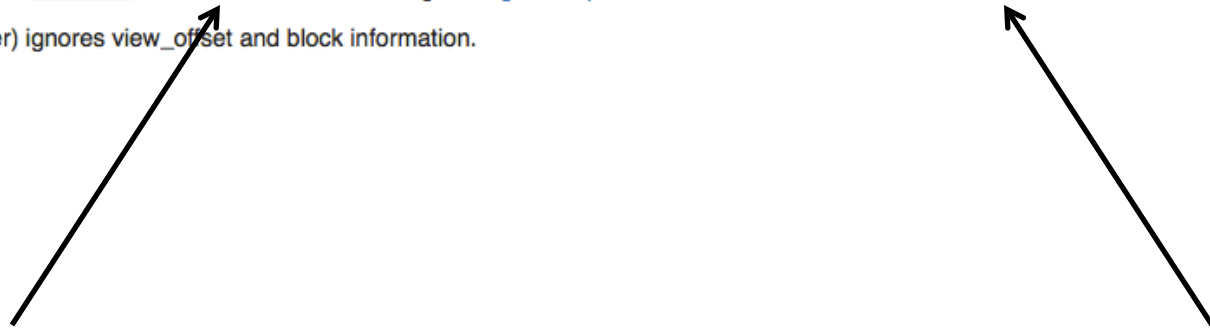 er) ignores view_offset and block information.